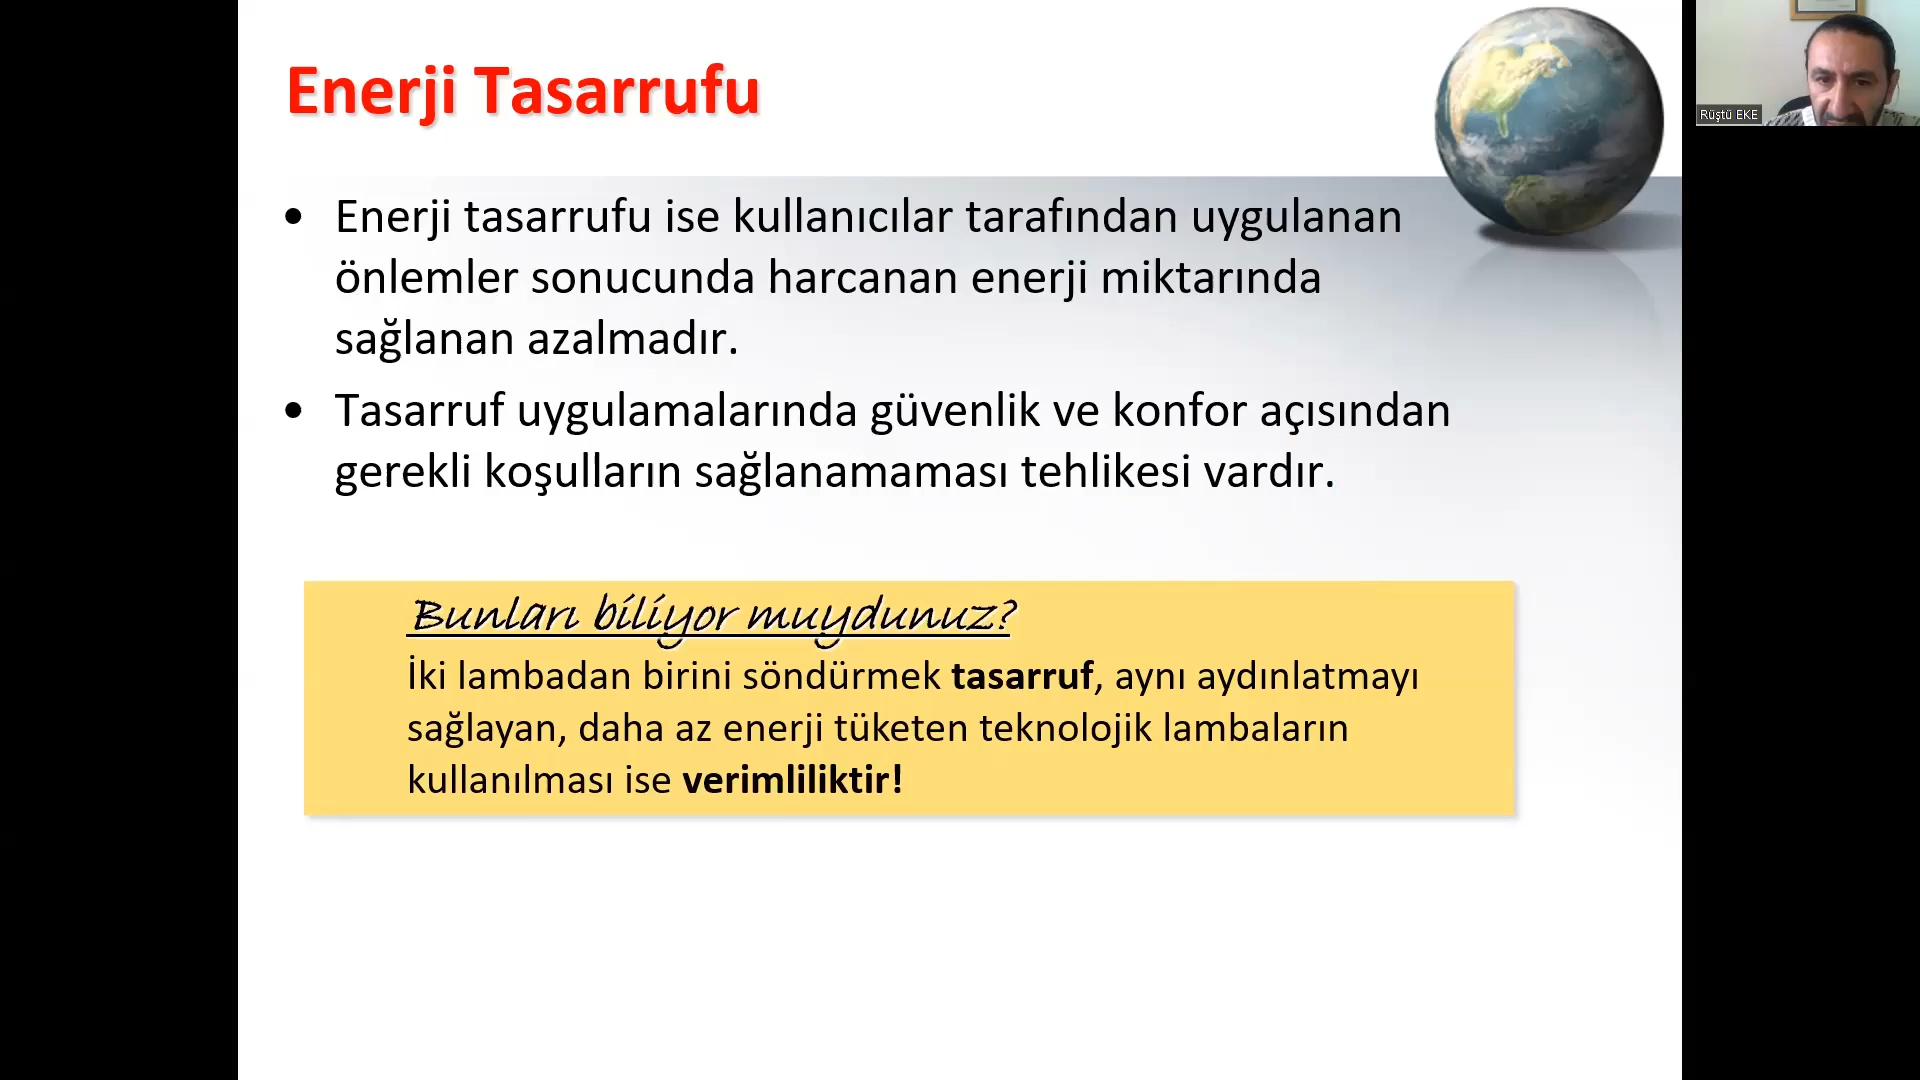 Enerji Tasarrufu
Rüştü EKE
• Enerji tasarrufu ise kullanıcılar tarafından uygulanan
önlemler sonucunda harcanan enerji miktarında
sağlanan azalmadır.
• Tasarruf uygulamalarında güvenlik ve konfor açısından
gerekli koşulların sağlanamaması tehlikesi vardır.
Bunları biliyor muydunuz?
İki lambadan birini söndürmek tasarruf, aynı aydınlatmayı
sağlayan, daha az enerji tüketen teknolojik lambaların
kullanılması ise verimliliktir!